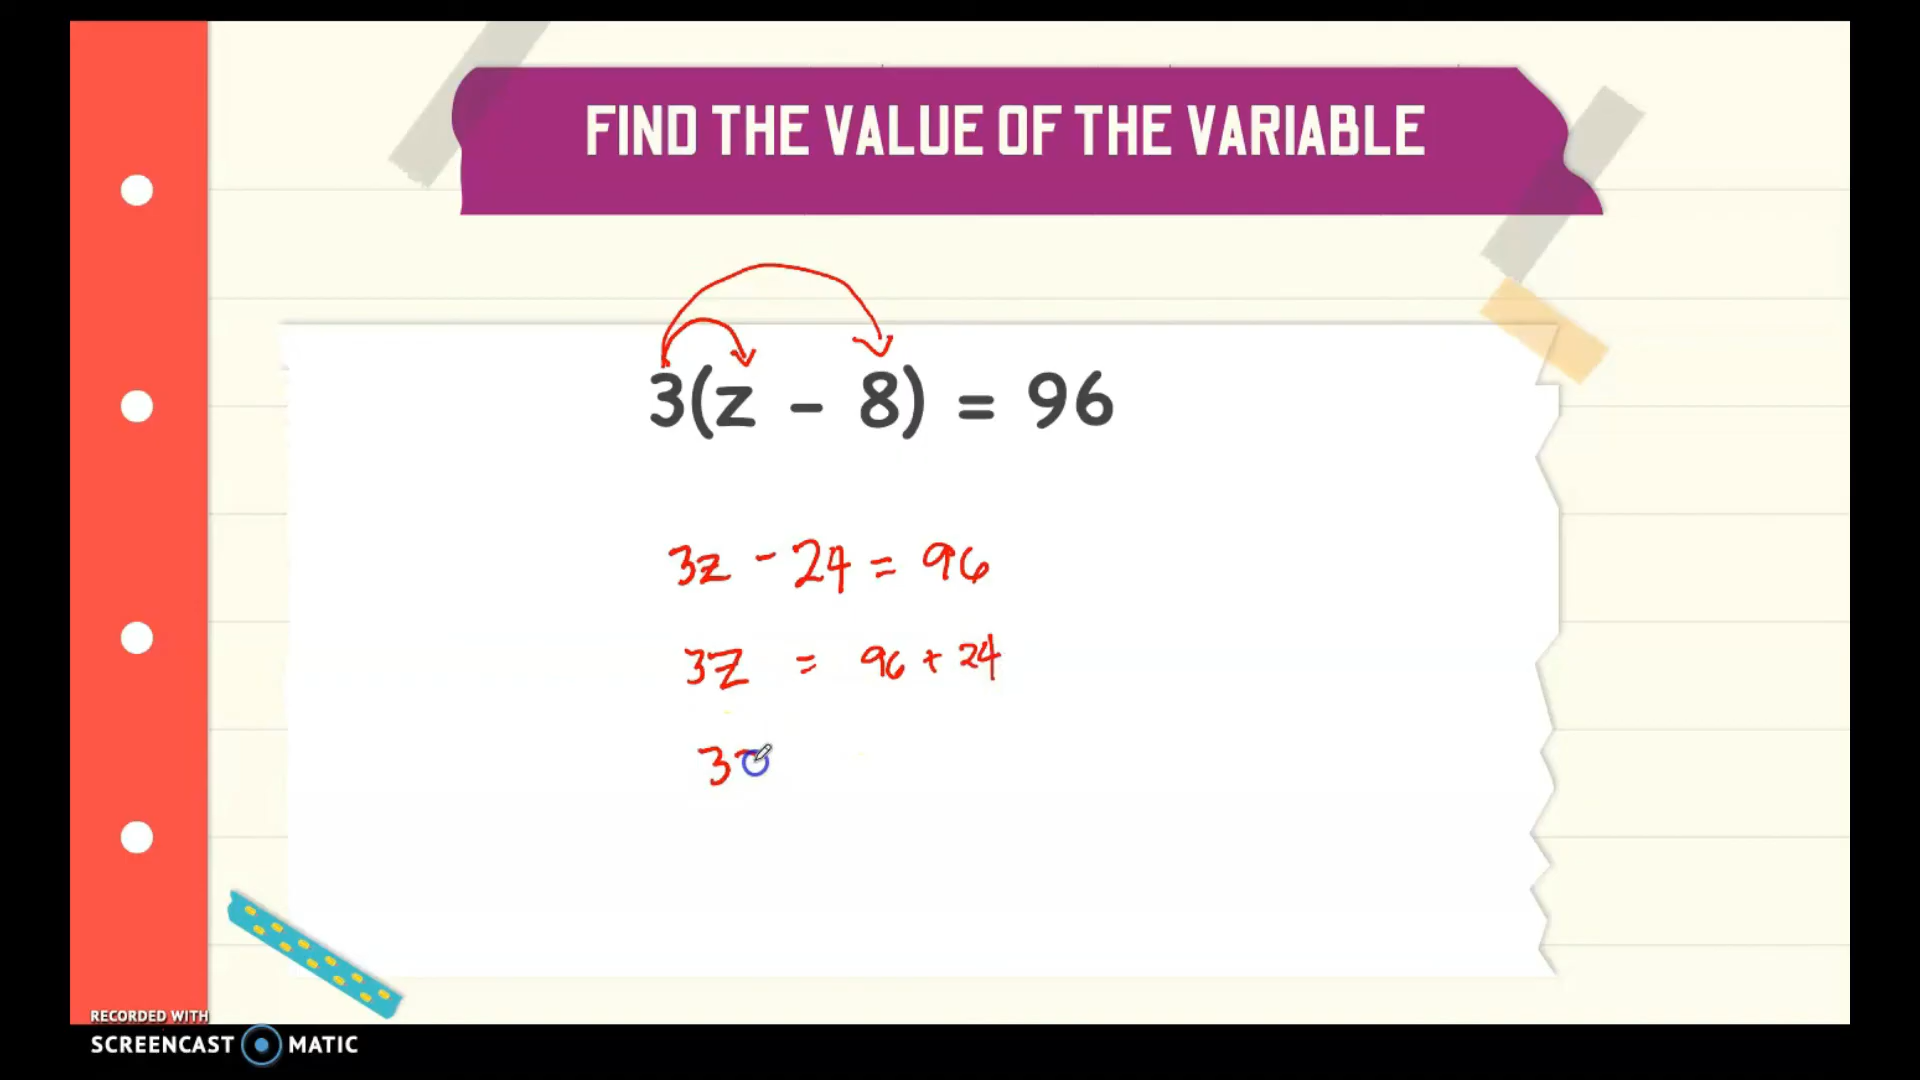 FIND THE VALUE OF THE VARIABLE
3(z – 8) = 96
3z - 24 = 96
3z = 96 + 24
3
RECORDED WITH
SCREENCAST MATIC